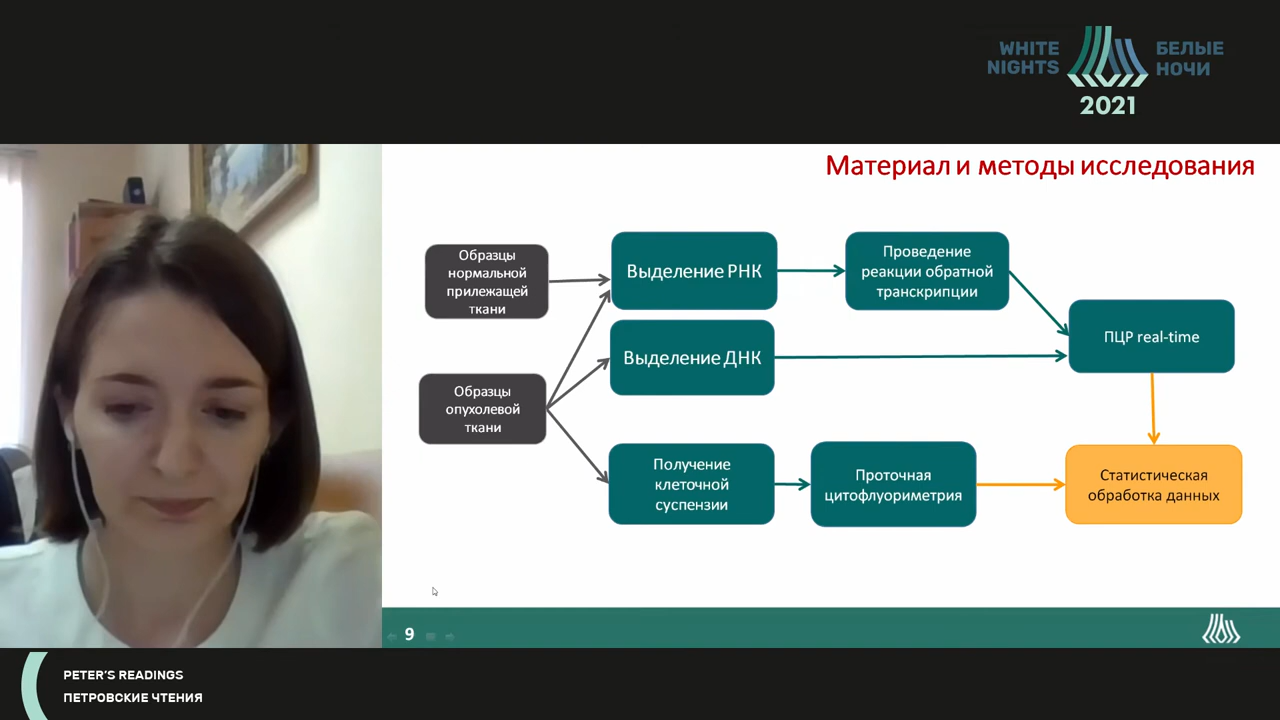 WHITE
NIGHTS
БЕЛЫЕ
НОЧИ
2021
Материал и методы исследования
Образцы
нормальной
прилежащей
ткани
Выделение РНК
Проведение
реакции обратной
транскрипции
Выделение ДНК
ПЦР real-time
Образцы
опухолевой
ткани
Получение
клеточной
суспензии
Проточная
цитофлуориметрия
Статистическая
обработка данных
9
PETER'S READINGS
ПЕТРОВСКИЕ ЧТЕНИЯ